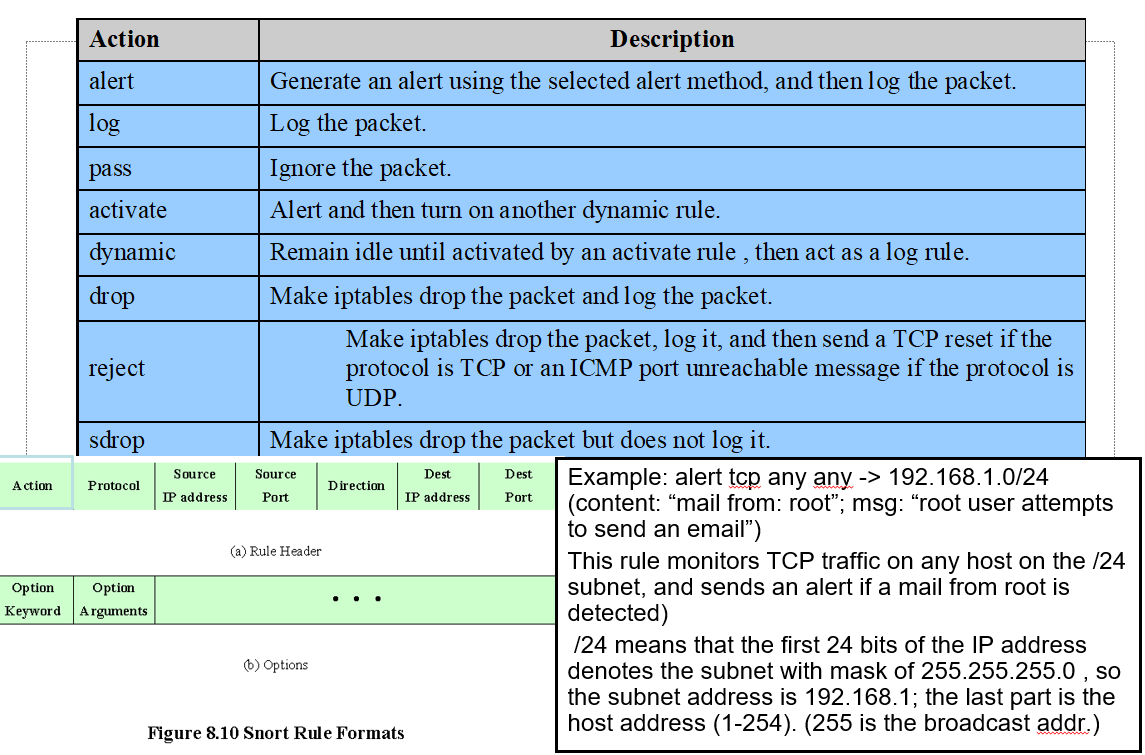 Action Description
alert Generate an alert using the selected alert method, and then log the packet.
log Log the packet.
pass Ignore the packet.
activate Alert and then turn on another dynamic rule.
dynamic Remain idle until activated by an activate rule , then act as a log rule.
drop Make iptables drop the packet and log the packet.
reject Make iptables drop the packet, log it, and then send a TCP reset if the
protocol is TCP or an ICMP port unreachable message if the protocol is
UDP.
sdrop Make iptables drop the packet but does not log it.
Action Protocol Source IP address Source Port Direction Dest IP address Dest Port
(a) Rule Header
Option Keyword Option Arguments • • •
(b) Options
Figure 8.10 Snort Rule Formats
Example: alert tcp any any -> 192.168.1.0/24
(content: “mail from: root”; msg: “root user attempts
to send an email”)
This rule monitors TCP traffic on any host on the /24
subnet, and sends an alert if a mail from root is
detected)
/24 means that the first 24 bits of the IP address
denotes the subnet with mask of 255.255.255.0 , so
the subnet address is 192.168.1; the last part is the
host address (1-254). (255 is the broadcast addr.)